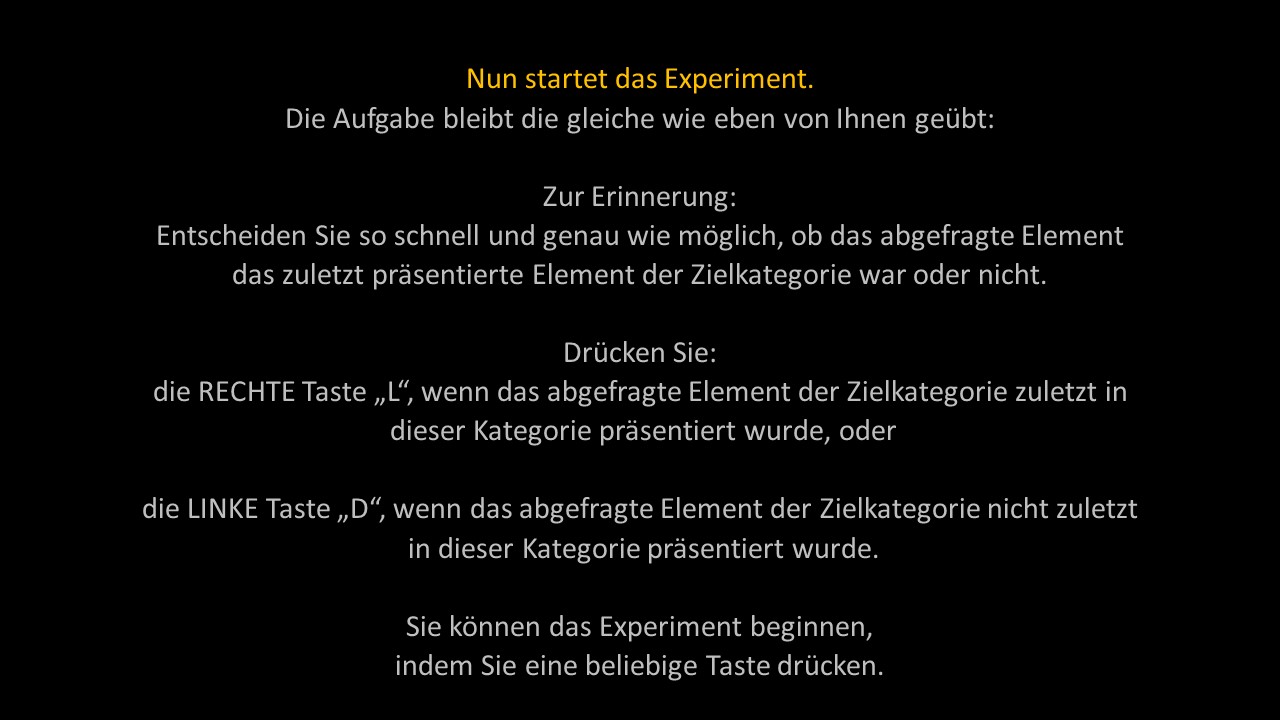 Nun startet das Experiment.
Die Aufgabe bleibt die gleiche wie eben von Ihnen geübt:
Zur Erinnerung:
Entscheiden Sie so schnell und genau wie möglich, ob das abgefragte Element
das zuletzt präsentierte Element der Zielkategorie war oder nicht.
Drücken Sie:
die RECHTE Taste „L“, wenn das abgefragte Element der Zielkategorie zuletzt in
dieser Kategorie präsentiert wurde, oder
die LINKE Taste „D“, wenn das abgefragte Element der Zielkategorie nicht zuletzt
in dieser Kategorie präsentiert wurde.
Sie können das Experiment beginnen,
indem Sie eine beliebige Taste drücken.